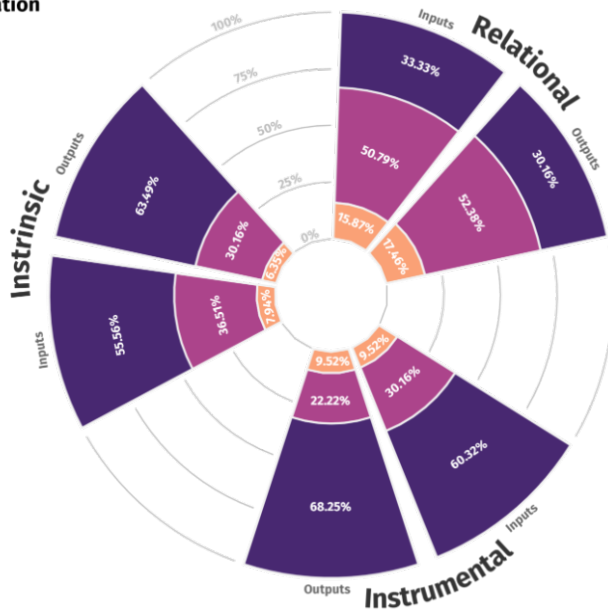 ation
100%
75%
50%
25%
0%
Relational
Inputs
33.33%
50.79%
15.87%
Outputs
30.16%
52.38%
17.46%
Instrumental
Inputs
60.32%
30.16%
9.52%
Outputs
68.25%
22.22%
9.52%
Instrinsic
Inputs
55.56%
36.51%
7.94%
Outputs
63.49%
30.16%
6.35%